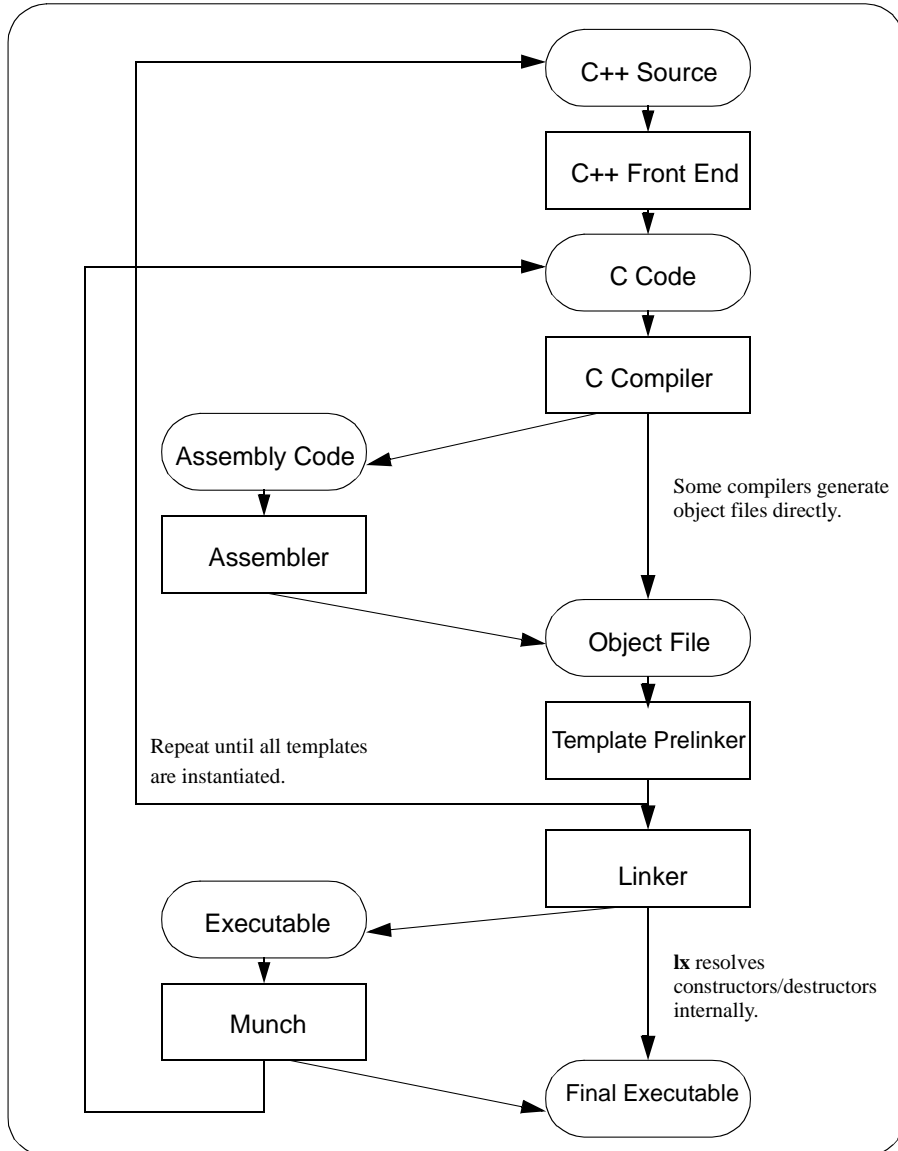 C++ Source
C++ Front End
C Code
C Compiler
Assembly Code
Some compilers generate
object files directly.
Assembler
Object File
Template Prelinker
Repeat until all templates
are instantiated.
Linker
Executable
lx resolves
constructors/destructors
internally.
Munch
Final Executable